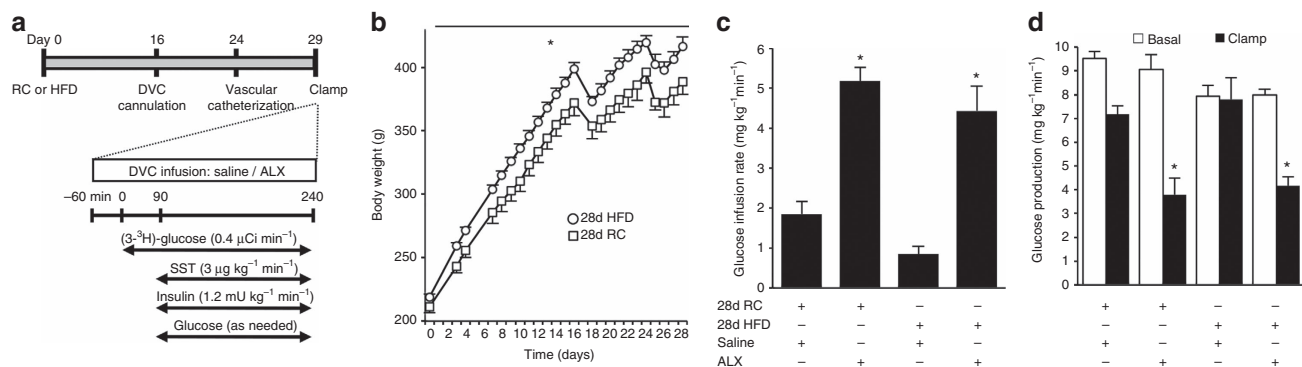 a
Day 0 16 24 29
RC or HFD DVC cannulation Vascular catheterization Clamp
DVC infusion: saline / ALX
–60 min 0 90 240
(3-³H)-glucose (0.4 μCi min⁻¹)
SST (3 μg kg⁻¹ min⁻¹)
Insulin (1.2 mU kg⁻¹ min⁻¹)
Glucose (as needed)
b
*
400
350
300
250
200
Body weight (g)
28d HFD
28d RC
0 2 4 6 8 10 12 14 16 18 20 22 24 26 28
Time (days)
c
6
5
4
3
2
1
0
Glucose infusion rate (mg kg⁻¹min⁻¹)
* *
28d RC + + – –
28d HFD – – + +
Saline + – + –
ALX – + – +
d
Basal Clamp
10
9
8
7
6
5
4
3
2
1
0
Glucose production (mg kg⁻¹min⁻¹)
* *
+ + – –
– – + +
+ – + –
– + – +